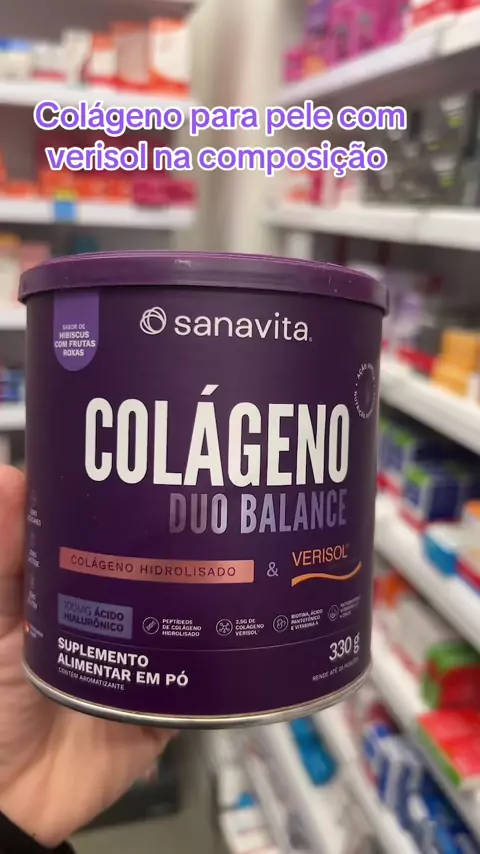 Colágeno para pele com
verisol na composição
SABOR DE
HIBISCUS
COM FRUTAS
ROXAS
sanavita
COLÁGENO
DUO BALANCE
COLÁGENO HIDROLISADO & VERISOL
100MG ÁCIDO
HIALURÔNICO
PEPTÍDEOS
DE COLÁGENO
HIDROLISADO
2,5G DE
COLÁGENO
VERISOL
BIOTINA, ÁCIDO
PANTOTÊNICO
E VITAMINA A
SUPLEMENTO
ALIMENTAR EM PÓ
CONTÉM AROMATIZANTE
330 g